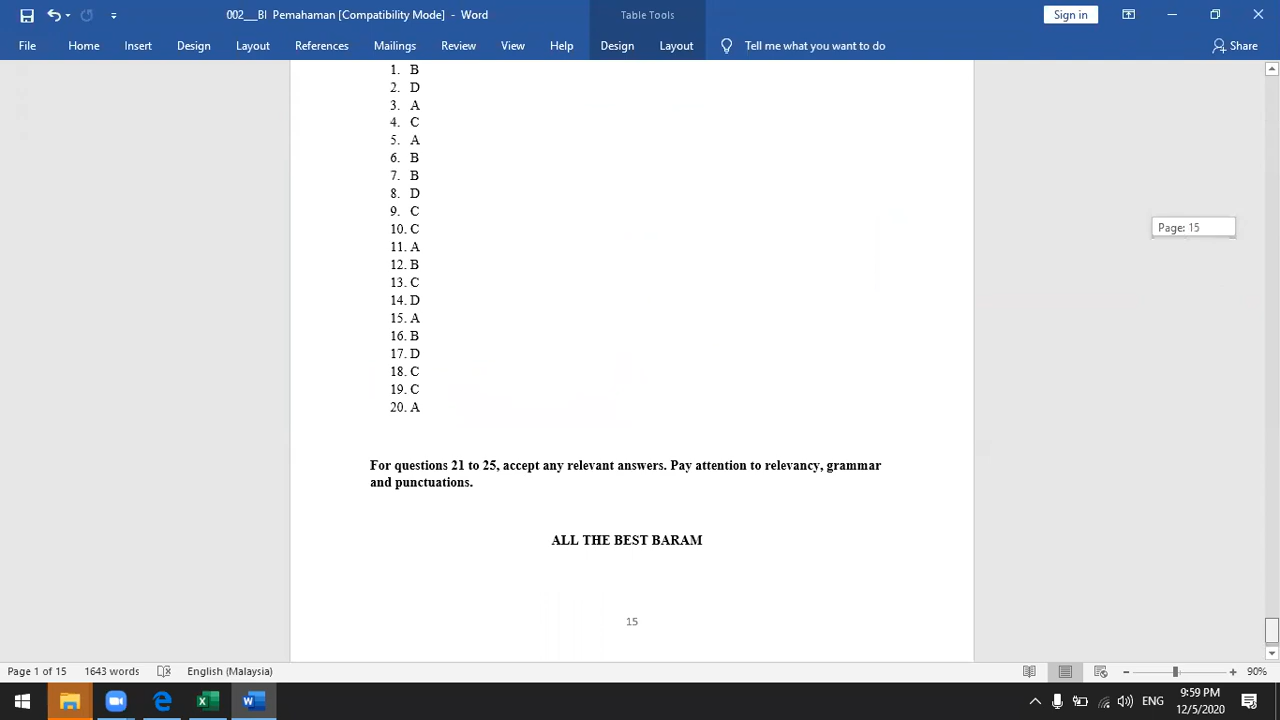 002__BI Pemahaman [Compatibility Mode] - Word
Table Tools
Sign in
File
Home
Insert
Design
Layout
References
Mailings
Review
View
Help
Design
Layout
Tell me what you want to do
Share
1. B
2. D
3. A
4. C
5. A
6. B
7. B
8. D
9. C
10. C
11. A
12. B
13. C
14. D
15. A
16. B
17. D
18. C
19. C
20. A
Page: 15
For questions 21 to 25, accept any relevant answers. Pay attention to relevancy, grammar
and punctuations.
ALL THE BEST BARAM
15
Page 1 of 15
1643 words
English (Malaysia)
90%
ENG
9:59 PM
12/5/2020